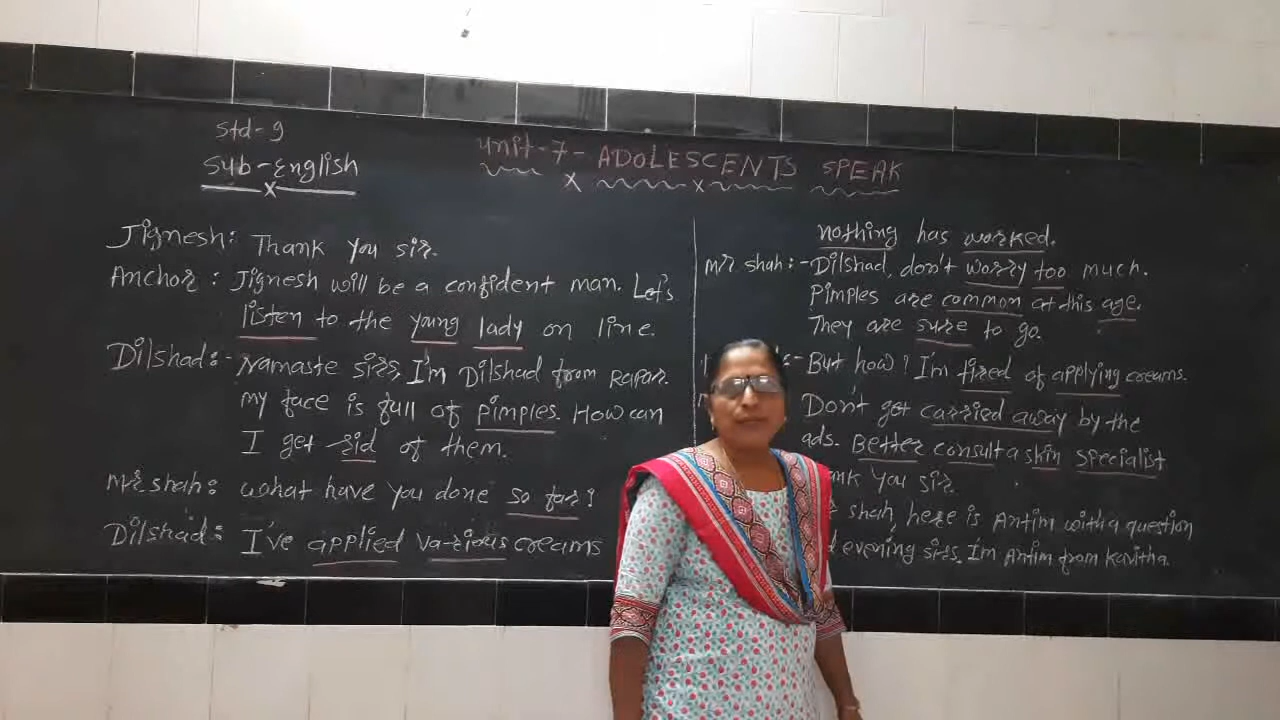 Std-9
Sub-English
Unit-7-ADOLESCENTS SPEAK
Jignesh: Thank you sir.
Anchor: Jignesh will be a confident man. Let's
listen to the young lady on line.
Dilshad:- Namaste sirs, I'm Dilshad from Rapar.
My face is full of pimples. How can
I get rid of them.
Mr shah: what have you done so far?
Dilshad: I've applied various creams
nothing has worked.
Mr shah:- Dilshad, don't worry too much.
Pimples are common at this age.
They are sure to go.
But how? I'm tired of applying creams.
Don't get carried away by the
ads. Better consult a skin specialist
you sir.
shah, here is Antim with a question
evening sirs. I'm Antim from Kavitha.